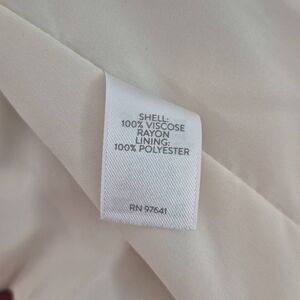 SHELL:
100% VISCOSE
RAYON
LINING:
100% POLYESTER
RN 97641